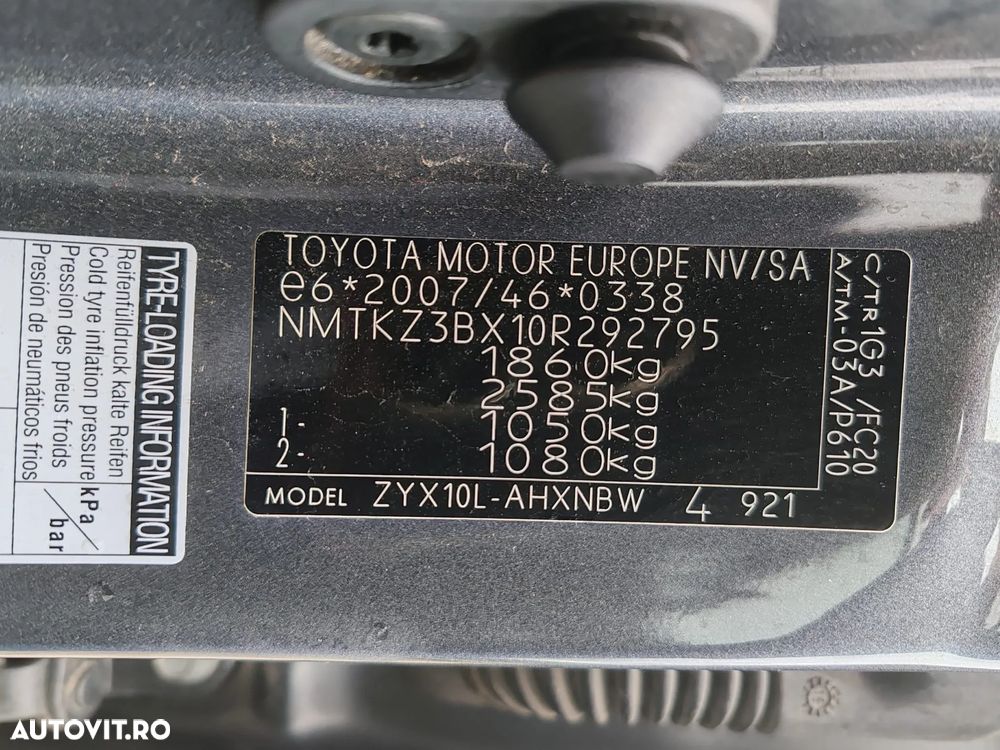 TOYOTA MOTOR EUROPE NV/SA
e6*2007/46*0338
NMTKZ3BX10R292795
1860kg
2585kg
1- 1050kg
2- 1080kg
MODEL ZYX10L-AHXNBW 4 921
C/TR 1G3 /FC20
A/TM-03A/P610
TYRE-LOADING INFORMATION
Reifenfülldruck kalte Reifen
Cold tyre inflation pressure
Pression des pneus froids
Presión de neumáticos frios
kPa/
/bar
AUTOVIT.RO